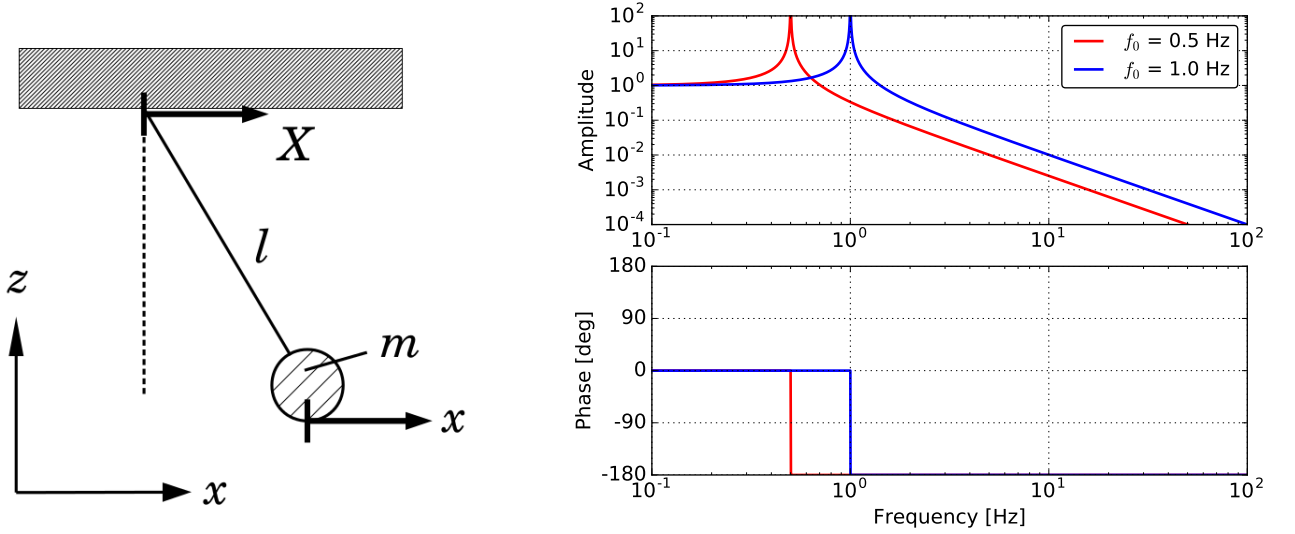 X
l
z
m
x
x
Amplitude
10^2
10^1
10^0
10^-1
10^-2
10^-3
10^-4
f_0 = 0.5 Hz
f_0 = 1.0 Hz
10^-1 10^0 10^1 10^2
Phase [deg]
180
90
0
-90
-180
10^-1 10^0 10^1 10^2
Frequency [Hz]